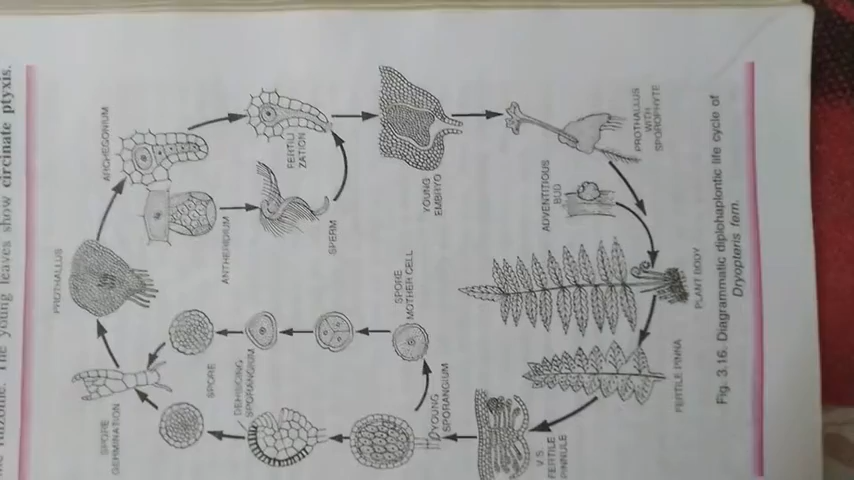 the rhizome. The young leaves show circinate ptyxis.
PROTHALLUS
ARCHEGONIUM
ANTHERIDIUM
FERTILI
ZATION
SPERM
YOUNG
EMBRYO
PROTHALLUS
WITH
SPOROPHYTE
ADVENTITIOUS
BUD
PLANT BODY
FERTILE PINNA
V.S.
FERTILE
PINNULE
YOUNG
SPORANGIUM
SPORE
MOTHER CELL
DEHISCING
SPORANGIUM
SPORE
SPORE
GERMINATION
Fig. 3.16. Diagrammatic diplohaplontic life cycle of
Dryopteris fern.